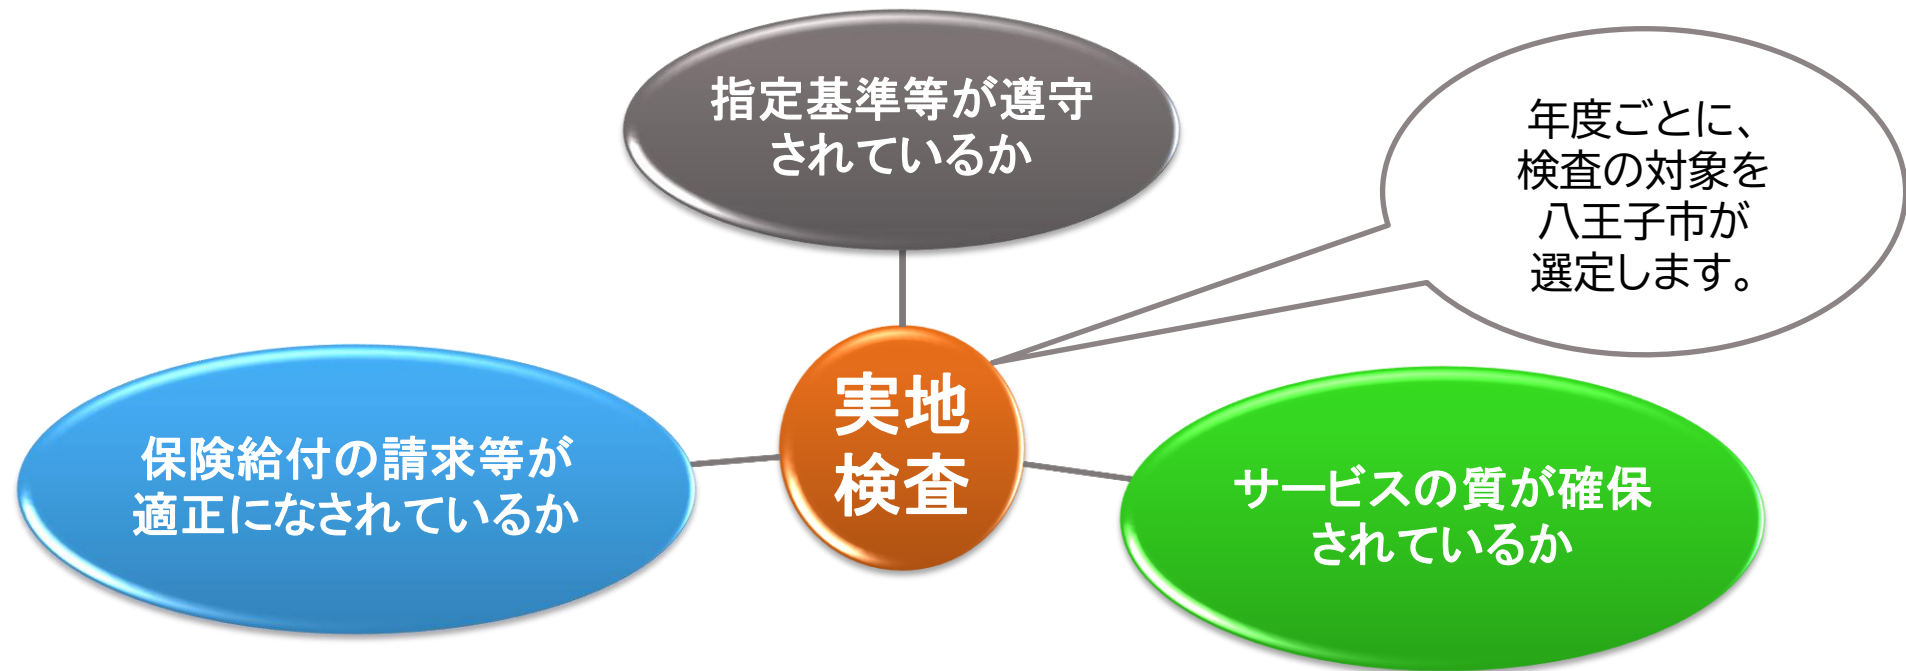 指定基準等が遵守
されているか
年度ごとに、
検査の対象を
八王子市が
選定します。
実地
検査
保険給付の請求等が
適正になされているか
サービスの質が確保
されているか